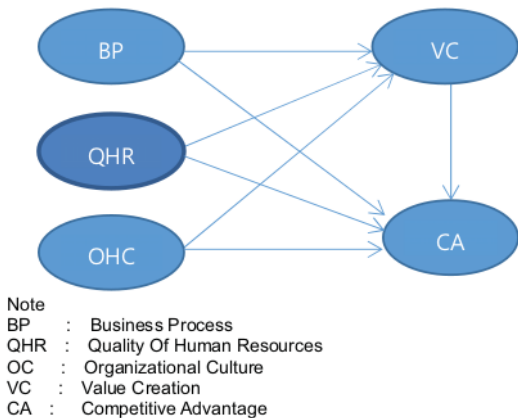 BP
VC
QHR
OHC
CA
Note
BP : Business Process
QHR : Quality Of Human Resources
OC : Organizational Culture
VC : Value Creation
CA : Competitive Advantage